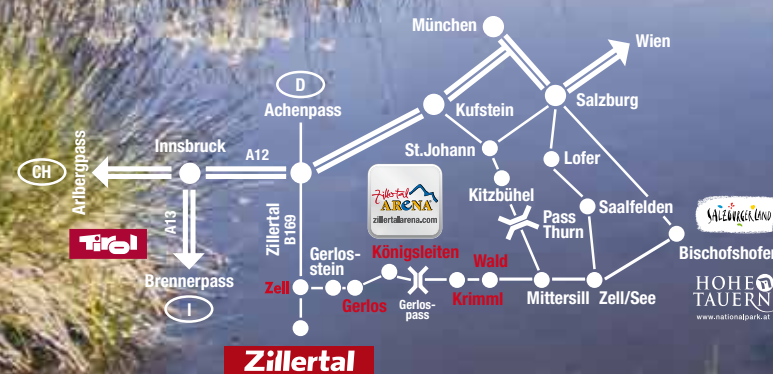 München
Wien
D
Achenpass
Kufstein
Salzburg
Innsbruck
A12
St.Johann
Lofer
CH
Arlbergpass
Zillertal
ARENA
zillertalarena.com
Kitzbühel
A13
Zillertal
B169
Pass
Thurn
Saalfelden
SALZBURGERLAND
Tirol
Gerlos-
stein
Königsleiten
Wald
Bischofshofen
Brennerpass
Zell
Gerlos
Gerlos-
pass
Krimml
Mittersill
Zell/See
HOHE
TAUERN
www.nationalpark.at
I
Zillertal